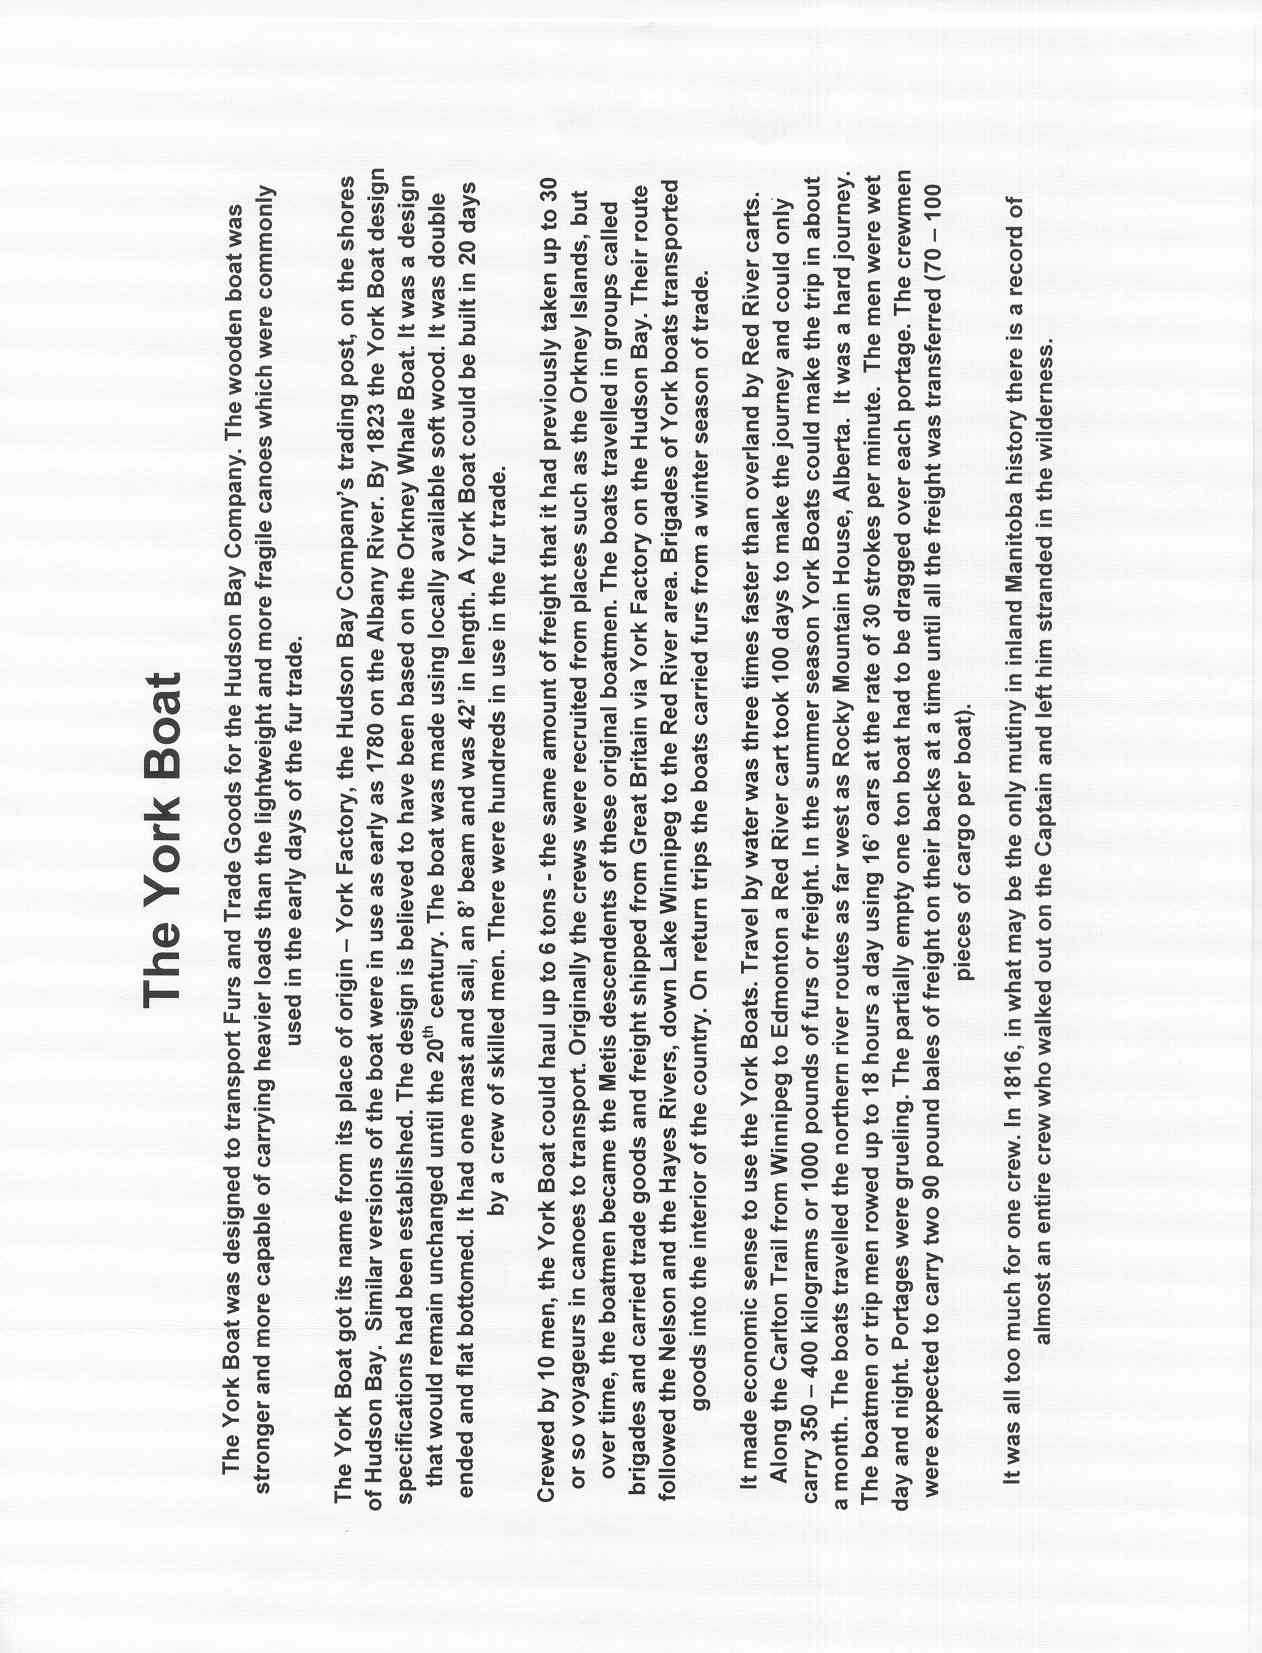 The York Boat
The York Boat was designed to transport Furs and Trade Goods for the Hudson Bay Company. The wooden boat was
stronger and more capable of carrying heavier loads than the lightweight and more fragile canoes which were commonly
used in the early days of the fur trade.
The York Boat got its name from its place of origin – York Factory, the Hudson Bay Company's trading post, on the shores
of Hudson Bay.  Similar versions of the boat were in use as early as 1780 on the Albany River. By 1823 the York Boat design
specifications had been established. The design is believed to have been based on the Orkney Whale Boat. It was a design
that would remain unchanged until the 20th century. The boat was made using locally available soft wood. It was double
ended and flat bottomed. It had one mast and sail, an 8' beam and was 42' in length. A York Boat could be built in 20 days
by a crew of skilled men. There were hundreds in use in the fur trade.
Crewed by 10 men, the York Boat could haul up to 6 tons - the same amount of freight that it had previously taken up to 30
or so voyageurs in canoes to transport. Originally the crews were recruited from places such as the Orkney Islands, but
over time, the boatmen became the Metis descendents of these original boatmen. The boats travelled in groups called
brigades and carried trade goods and freight shipped from Great Britain via York Factory on the Hudson Bay. Their route
followed the Nelson and the Hayes Rivers, down Lake Winnipeg to the Red River area. Brigades of York boats transported
goods into the interior of the country. On return trips the boats carried furs from a winter season of trade.
It made economic sense to use the York Boats. Travel by water was three times faster than overland by Red River carts.
Along the Carlton Trail from Winnipeg to Edmonton a Red River cart took 100 days to make the journey and could only
carry 350 – 400 kilograms or 1000 pounds of furs or freight. In the summer season York Boats could make the trip in about
a month. The boats travelled the northern river routes as far west as Rocky Mountain House, Alberta.  It was a hard journey.
The boatmen or trip men rowed up to 18 hours a day using 16' oars at the rate of 30 strokes per minute.  The men were wet
day and night. Portages were grueling. The partially empty one ton boat had to be dragged over each portage. The crewmen
were expected to carry two 90 pound bales of freight on their backs at a time until all the freight was transferred (70 – 100
pieces of cargo per boat).
It was all too much for one crew. In 1816, in what may be the only mutiny in inland Manitoba history there is a record of
almost an entire crew who walked out on the Captain and left him stranded in the wilderness.